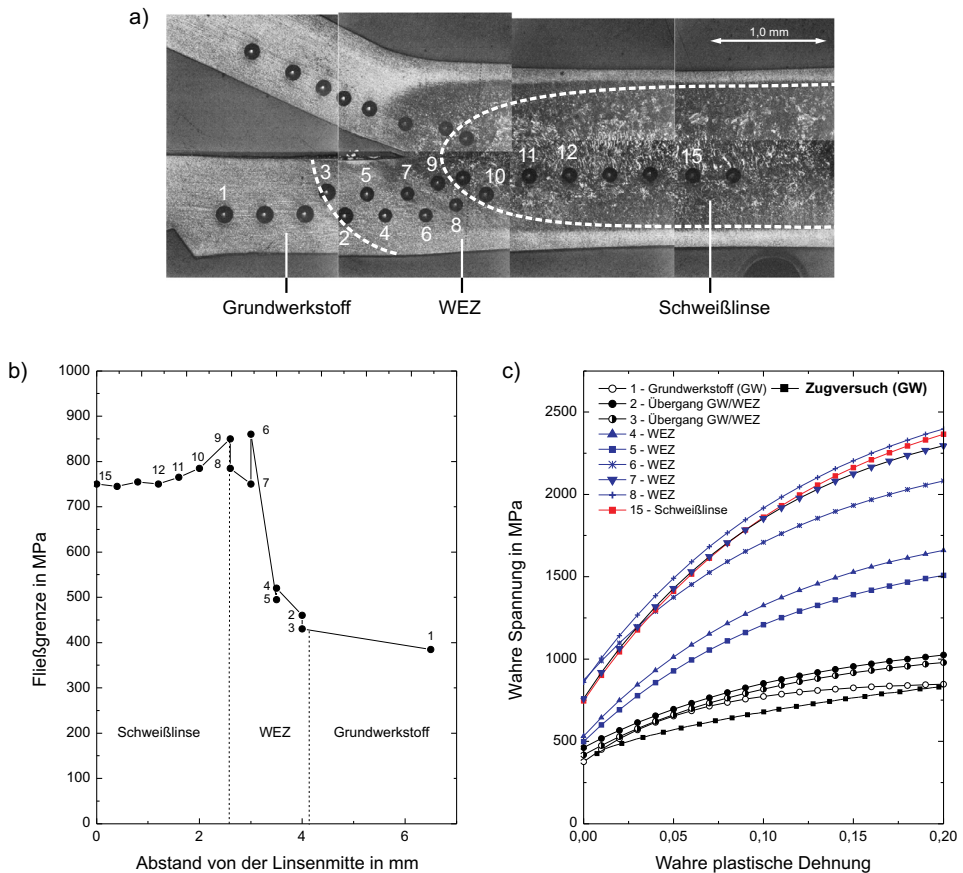 a)
1,0 mm
1
3
2
5
4
7
6
9
8
10
11
12
15
Grundwerkstoff
WEZ
Schweißlinse
b)
1000
900
800
700
600
500
400
300
200
100
0
0
2
4
6
Fließgrenze in MPa
Abstand von der Linsenmitte in mm
15
12
11
10
9
8
6
7
4
5
2
3
1
Schweißlinse
WEZ
Grundwerkstoff
c)
1 - Grundwerkstoff (GW)
2 - Übergang GW/WEZ
3 - Übergang GW/WEZ
4 - WEZ
5 - WEZ
6 - WEZ
7 - WEZ
8 - WEZ
15 - Schweißlinse
Zugversuch (GW)
2500
2000
1500
1000
500
0
0,00
0,05
0,10
0,15
0,20
Wahre Spannung in MPa
Wahre plastische Dehnung